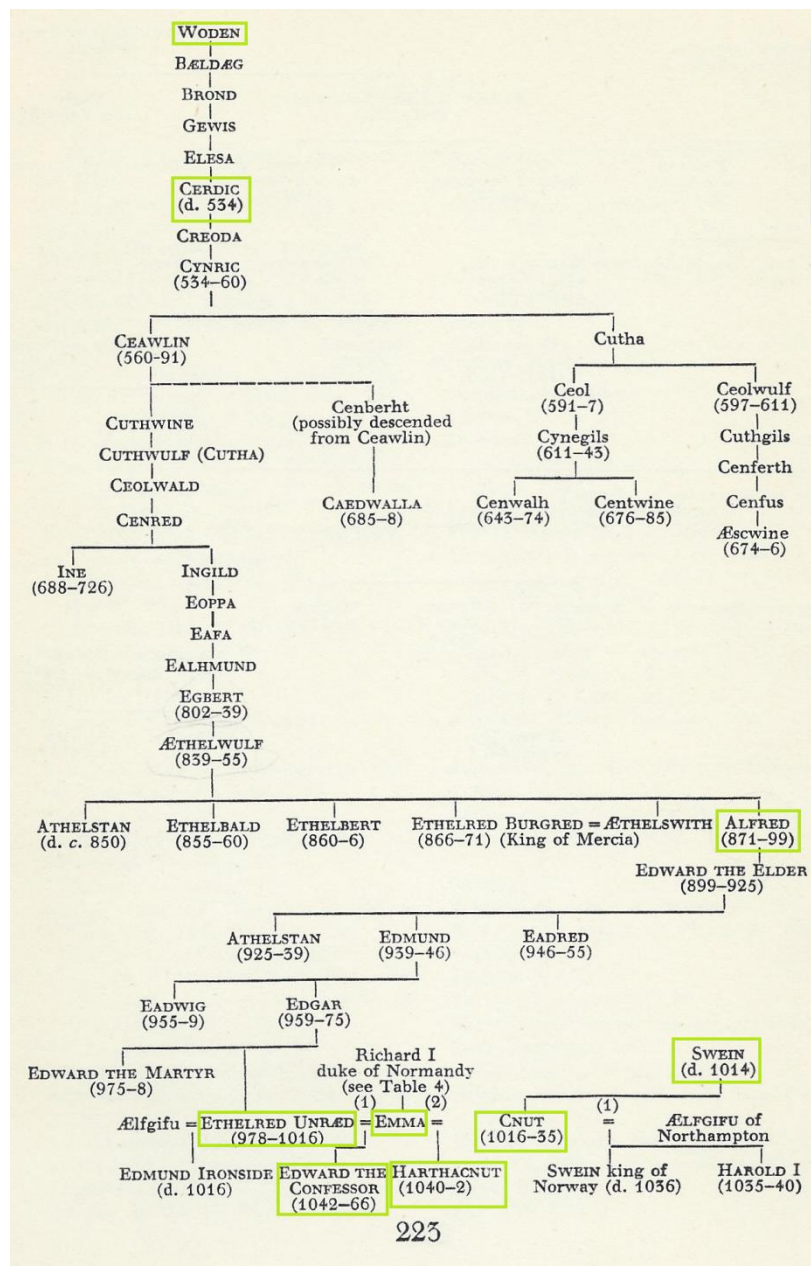 WODEN
BÆLDÆG
BROND
GEWIS
ELESA
CERDIC
(d. 534)
CREODA
CYNRIC
(534–60)
CEAWLIN
(560-91)
Cutha
CUTHWINE
CUTHWULF (CUTHA)
CEOLWALD
CENRED
Cenberht
(possibly descended
from Ceawlin)
CAEDWALLA
(685–8)
Ceol
(591–7)
Cynegils
(611–43)
Cenwalh
(643–74)
Centwine
(676–85)
Ceolwulf
(597–611)
Cuthgils
Cenferth
Cenfus
Æscwine
(674–6)
INE
(688–726)
INGILD
EOPPA
EAFA
EALHMUND
EGBERT
(802–39)
ÆTHELWULF
(839–55)
ATHELSTAN
(d. c. 850)
ETHELBALD
(855–60)
ETHELBERT
(860–6)
ETHELRED
(866–71)
BURGRED = ÆTHELSWITH
(King of Mercia)
ALFRED
(871–99)
EDWARD THE ELDER
(899–925)
ATHELSTAN
(925–39)
EDMUND
(939–46)
EADRED
(946–55)
EADWIG
(955–9)
EDGAR
(959–75)
EDWARD THE MARTYR
(975–8)
Richard I
duke of Normandy
(see Table 4)
SWEIN
(d. 1014)
Ælfgifu = ETHELRED UNRÆD
(978–1016)
(1)
= EMMA =
(2)
CNUT
(1016–35)
(1)
=
ÆLFGIFU of
Northampton
EDMUND IRONSIDE
(d. 1016)
EDWARD THE
CONFESSOR
(1042–66)
HARTHACNUT
(1040–2)
SWEIN king of
Norway (d. 1036)
HAROLD I
(1035–40)
223